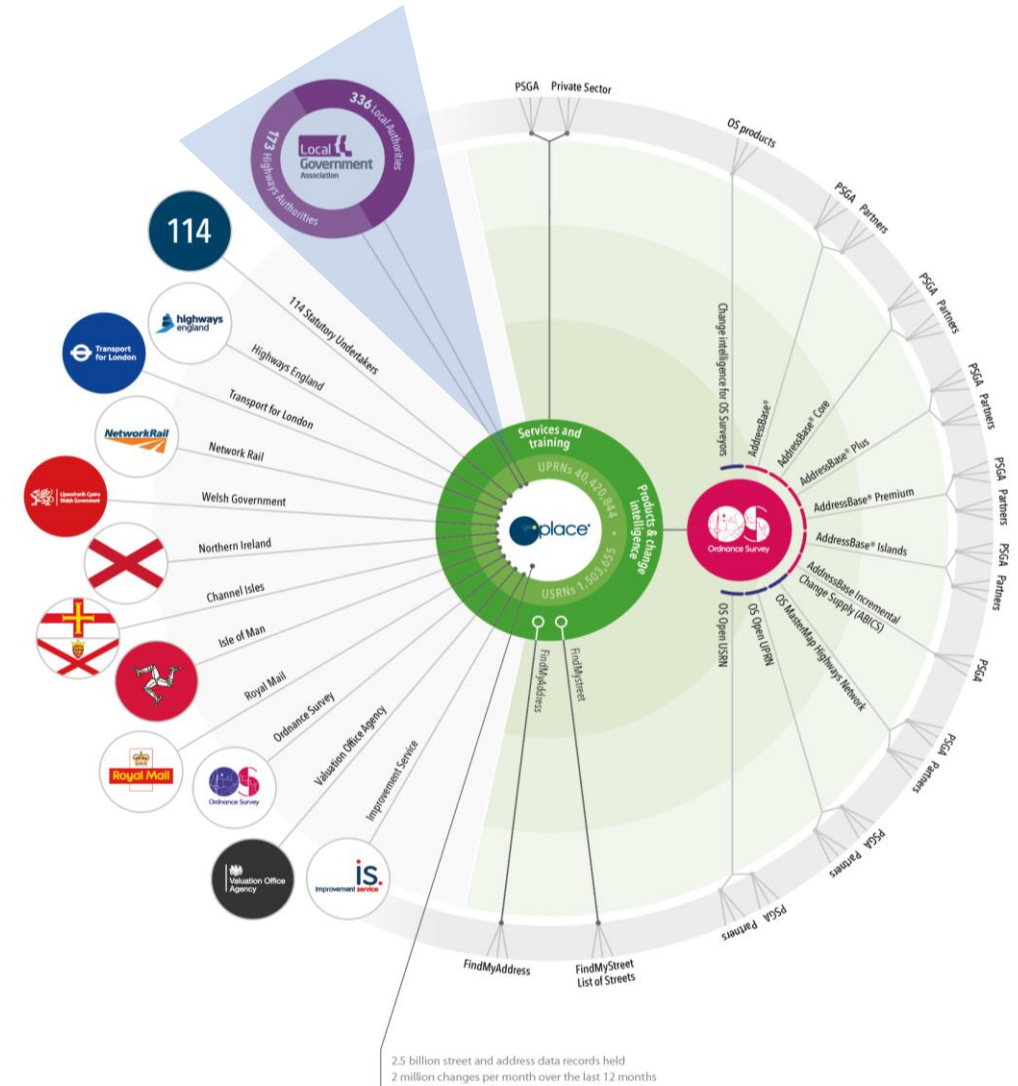 336 Local Authorities
173 Highways Authorities
Local
Government
Association
114
114 Statutory Undertakers
highways
england
Highways England
Transport
for London
Transport for London
NetworkRail
Network Rail
Llywodraeth Cymru
Welsh Government
Welsh Government
Northern Ireland
Channel Isles
Isle of Man
Royal Mail
Royal Mail
Ordnance Survey
Ordnance Survey
Valuation Office Agency
Valuation Office
Agency
Improvement Service
is.
improvement service
Services and
training
UPRNs 40,420,844 •
USRNs 1,503,655
Products & change
intelligence
geoplace®
FindMyAddress
FindMystreet
OS
Ordnance Survey
Change intelligence for OS Surveyors
AddressBase®
AddressBase® Core
AddressBase® Plus
AddressBase® Premium
AddressBase® Islands
AddressBase Incremental
Change Supply (ABICS)
OS MasterMap Highways Network
OS Open UPRN
OS Open USRN
PSGA Private Sector
OS products
PSGA Partners
PSGA Partners
PSGA Partners
PSGA Partners
PSGA Partners
PSGA
PSGA Partners
PSGA Partners
PSGA Partners
FindMyAddress
FindMyStreet
List of Streets
2.5 billion street and address data records held
2 million changes per month over the last 12 months